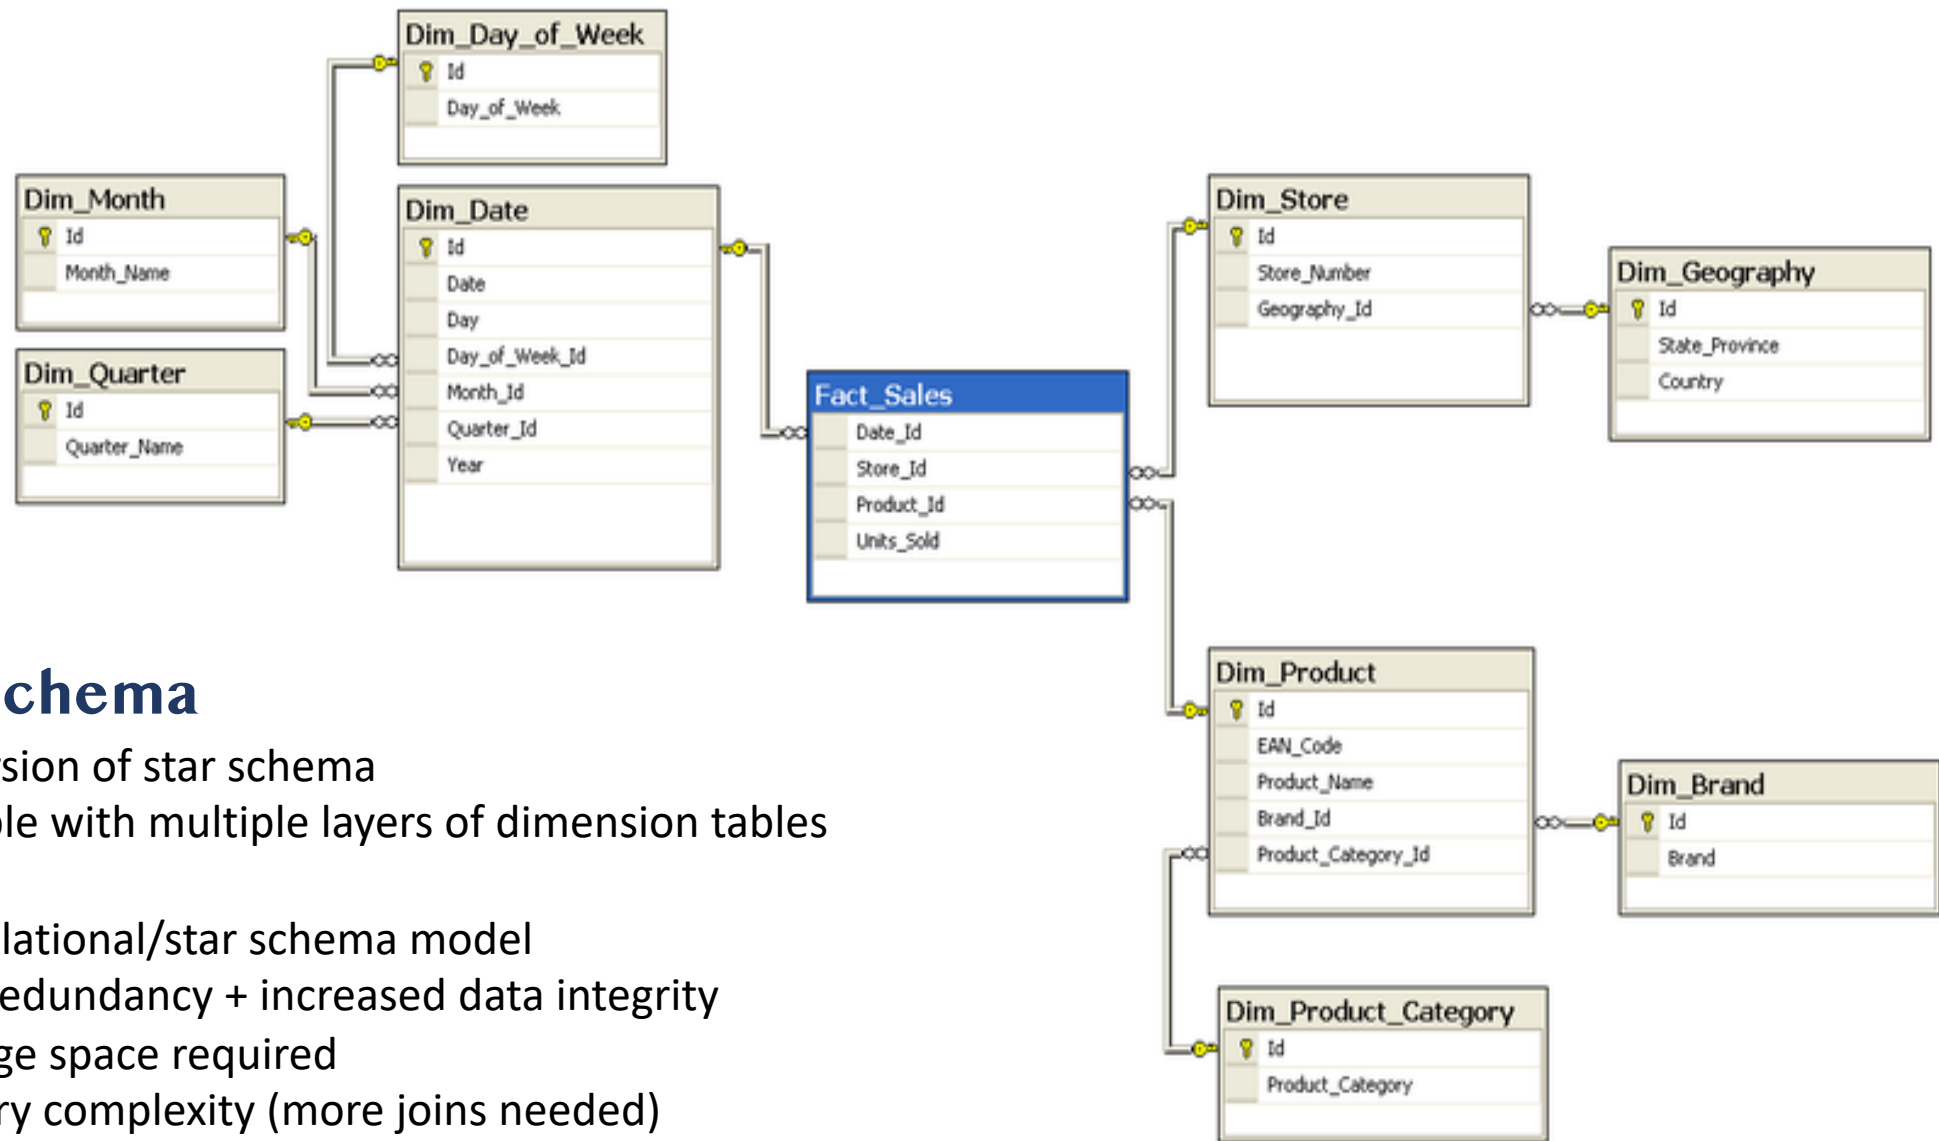 Dim_Day_of_Week
Id
Day_of_Week
Dim_Month
Id
Month_Name
Dim_Quarter
Id
Quarter_Name
Dim_Date
Id
Date
Day
Day_of_Week_Id
Month_Id
Quarter_Id
Year
Fact_Sales
Date_Id
Store_Id
Product_Id
Units_Sold
Dim_Store
Id
Store_Number
Geography_Id
Dim_Geography
Id
State_Province
Country
Dim_Product
Id
EAN_Code
Product_Name
Brand_Id
Product_Category_Id
Dim_Brand
Id
Brand
Dim_Product_Category
Id
Product_Category
chema
rsion of star schema
ble with multiple layers of dimension tables
lational/star schema model
redundancy + increased data integrity
ge space required
ry complexity (more joins needed)